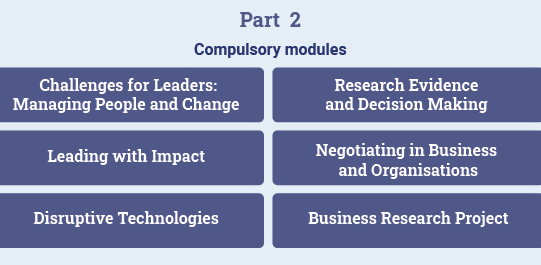 Part 2
Compulsory modules
Challenges for Leaders:
Managing People and Change
Research Evidence
and Decision Making
Leading with Impact
Negotiating in Business
and Organisations
Disruptive Technologies
Business Research Project